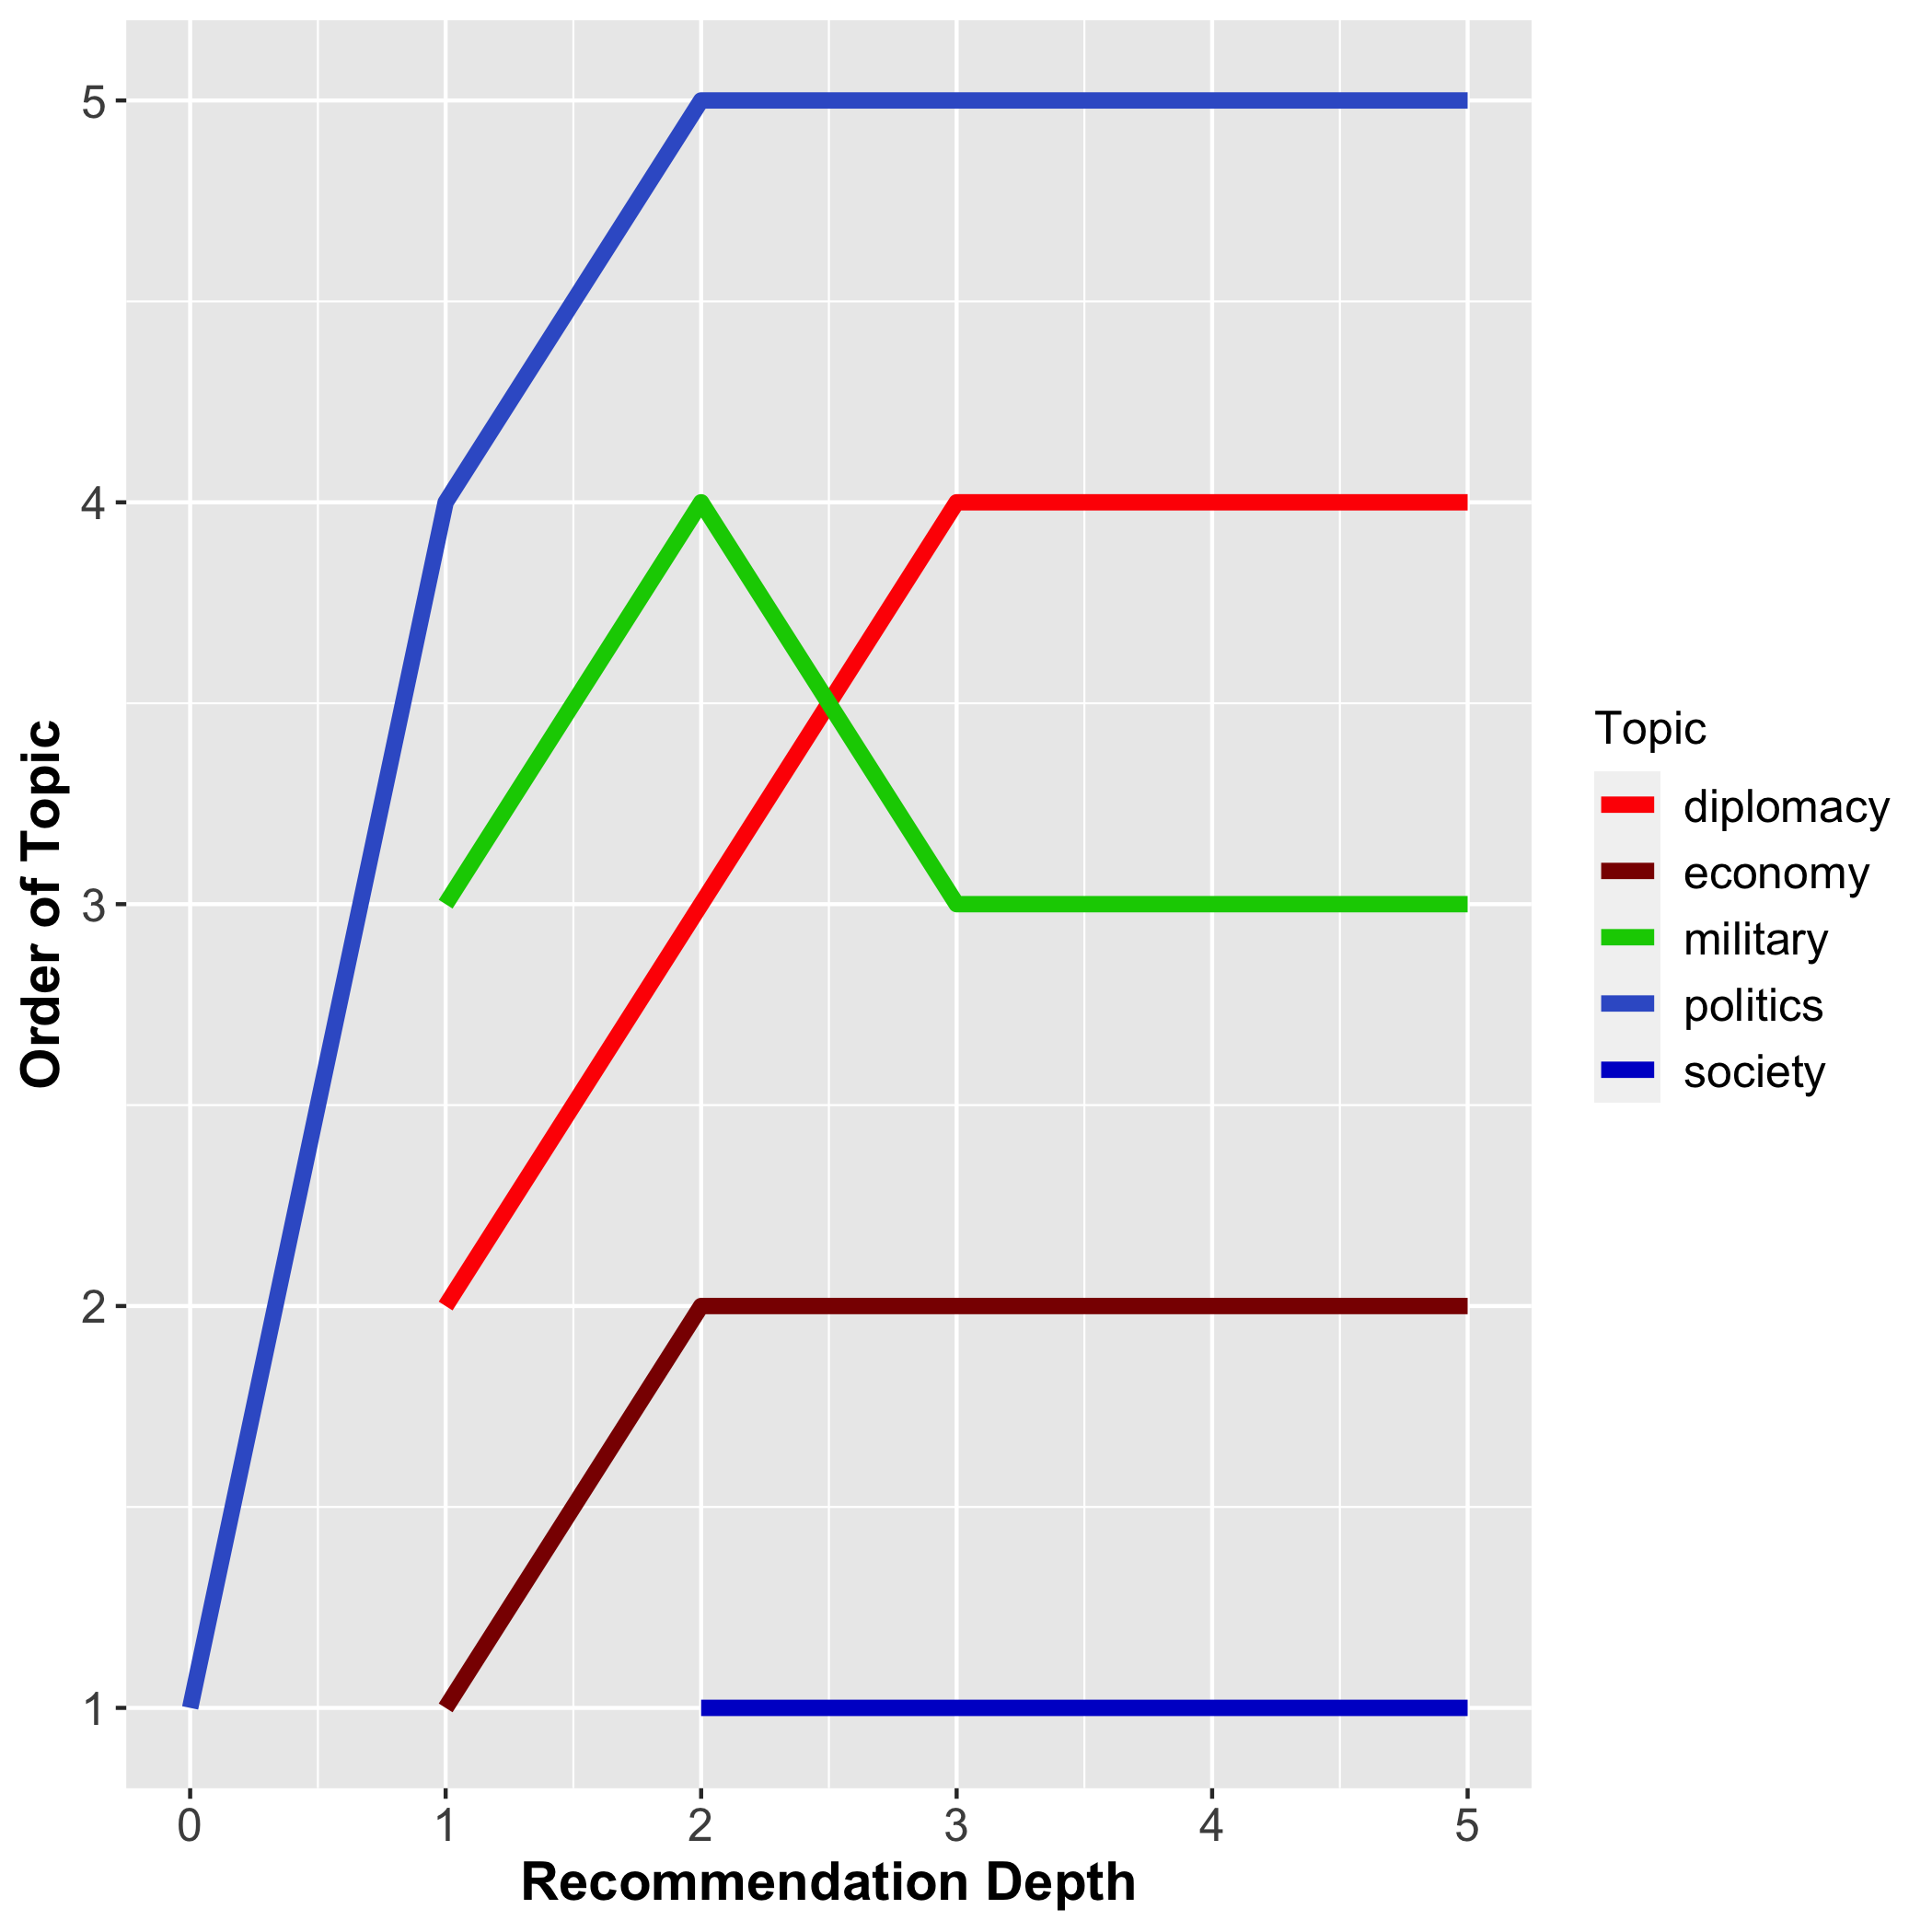 5
4
3
2
1
0 1 2 3 4 5
Order of Topic
Recommendation Depth
Topic
diplomacy
economy
military
politics
society